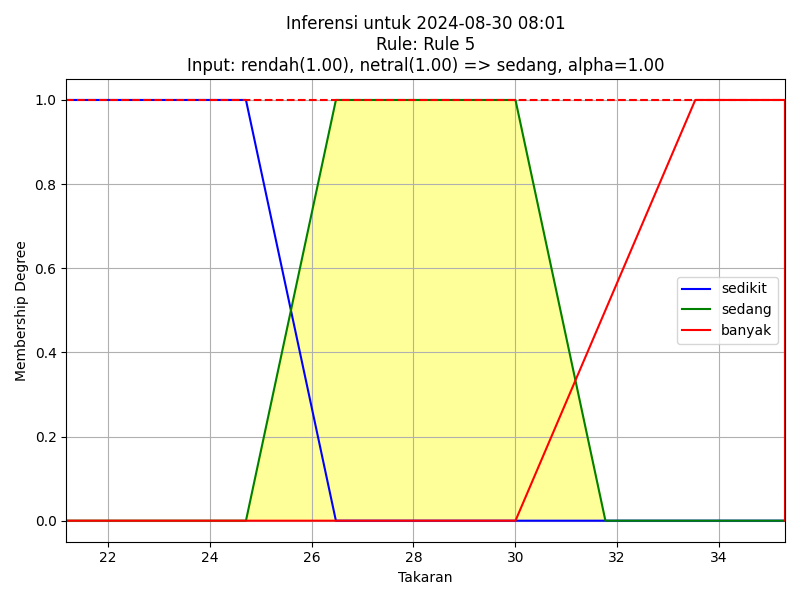 Inferensi untuk 2024-08-30 08:01
Rule: Rule 5
Input: rendah(1.00), netral(1.00) => sedang, alpha=1.00
1.0
0.8
0.6
0.4
0.2
0.0
Membership Degree
sedikit
sedang
banyak
22 24 26 28 30 32 34
Takaran